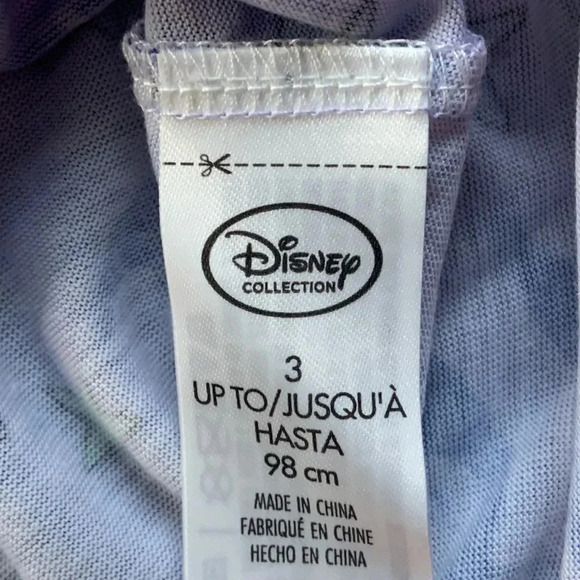 Disney
COLLECTION
3
UP TO/JUSQU'À
HASTA
98 cm
MADE IN CHINA
FABRIQUÉ EN CHINE
HECHO EN CHINA